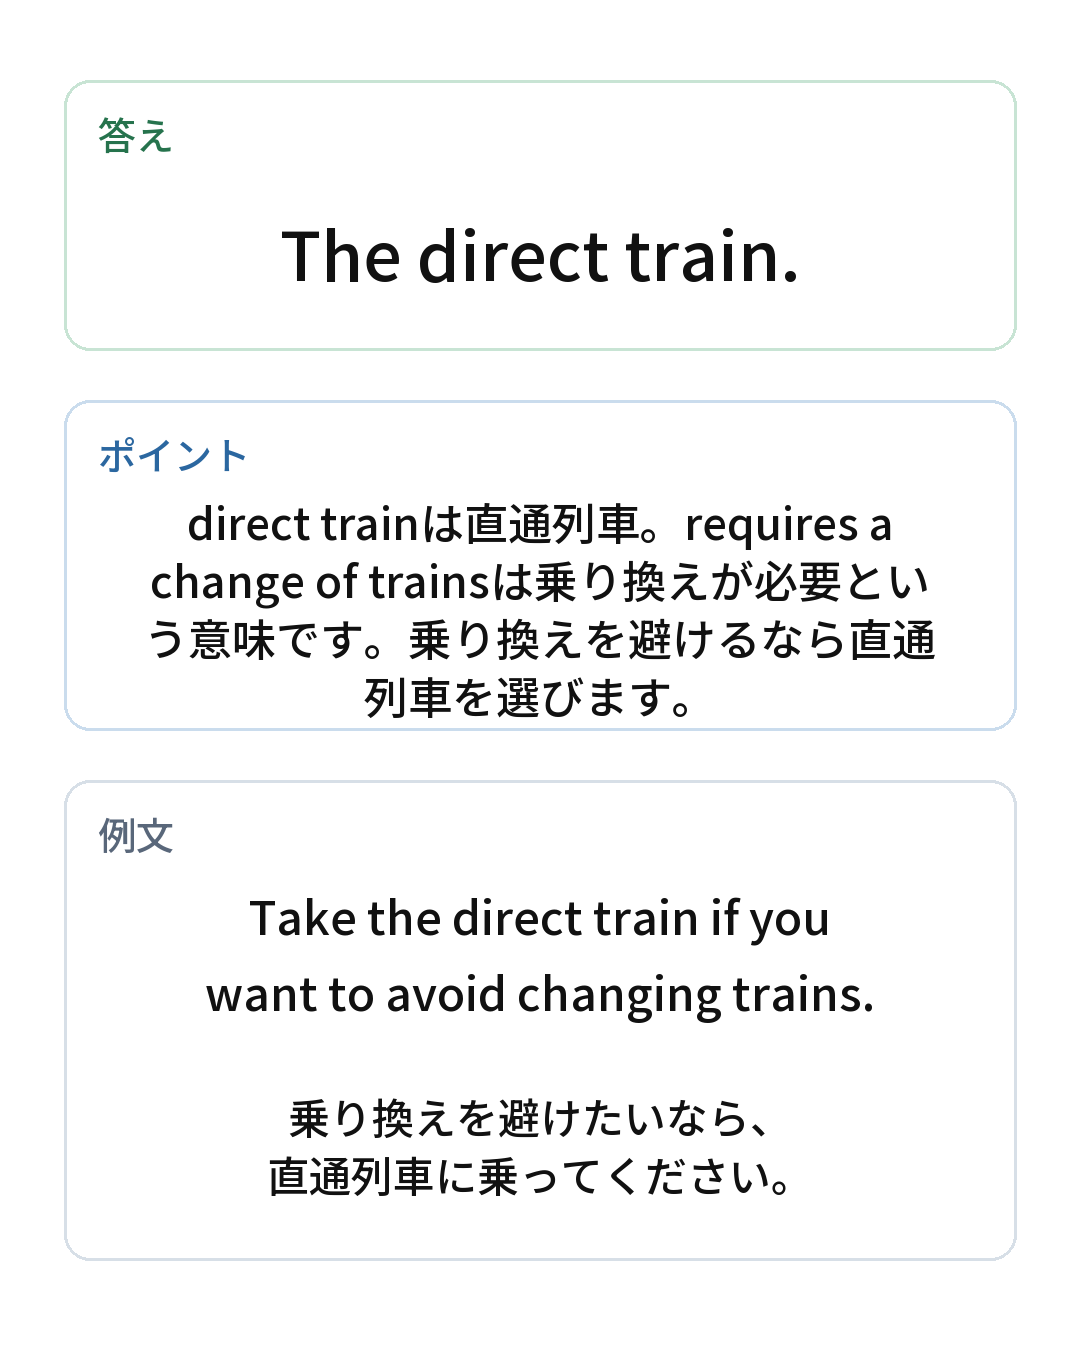 答え
The direct train.
ポイント
direct trainは直通列車。requires a
change of trainsは乗り換えが必要とい
う意味です。乗り換えを避けるなら直通
列車を選びます。
例文
Take the direct train if you
want to avoid changing trains.
乗り換えを避けたいなら、
直通列車に乗ってください。